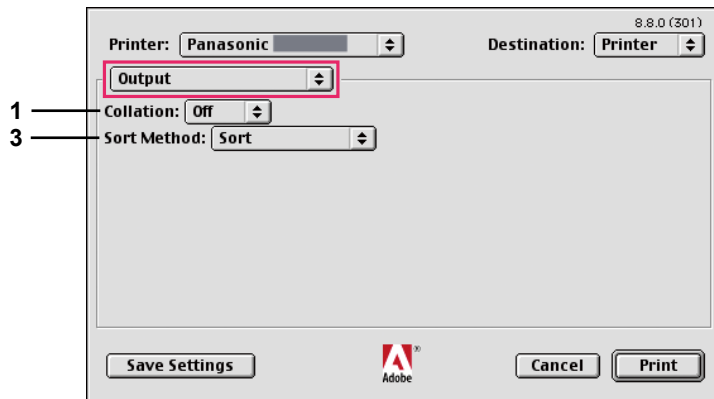 8.8.0 (301)
Printer: Panasonic Destination: Printer
Output
1 Collation: Off
3 Sort Method: Sort
Save Settings Adobe ® Cancel Print